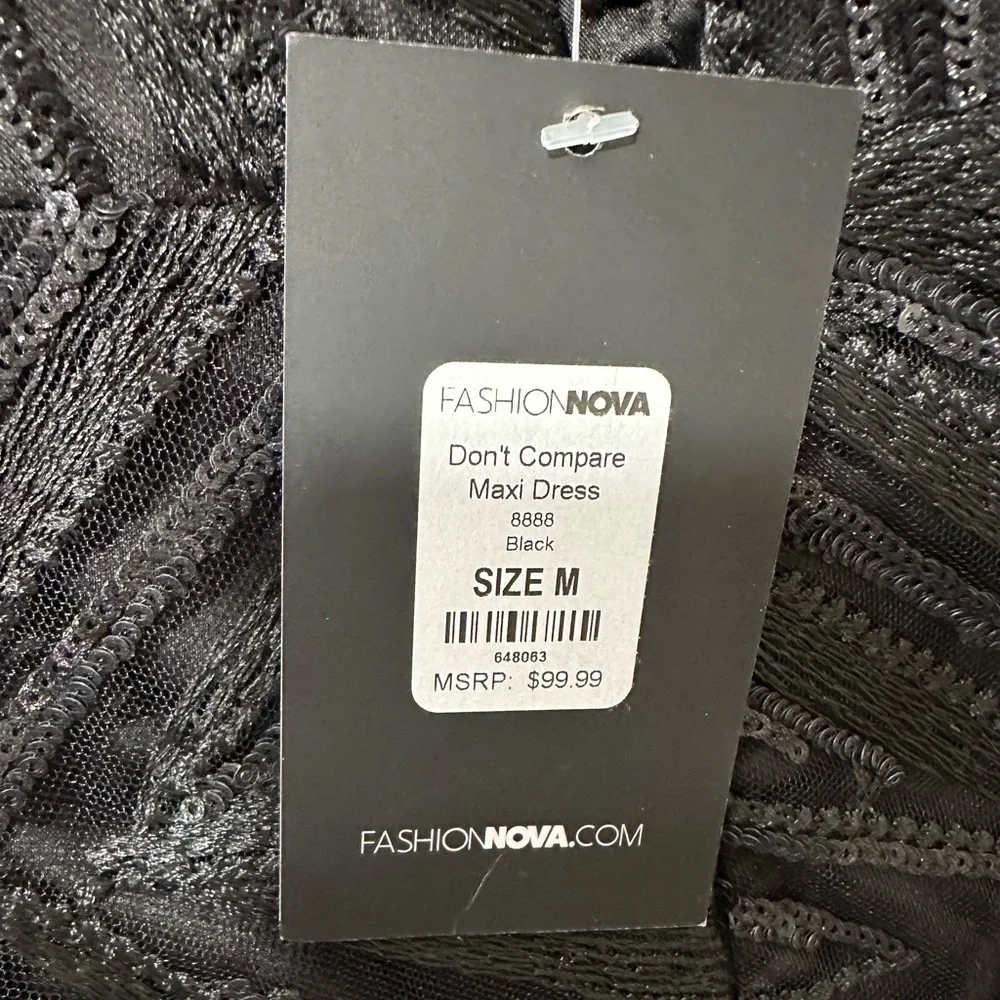 FASHIONNOVA
Don't Compare
Maxi Dress
8888
Black
SIZE M
648063
MSRP: $99.99
FASHIONNOVA.COM